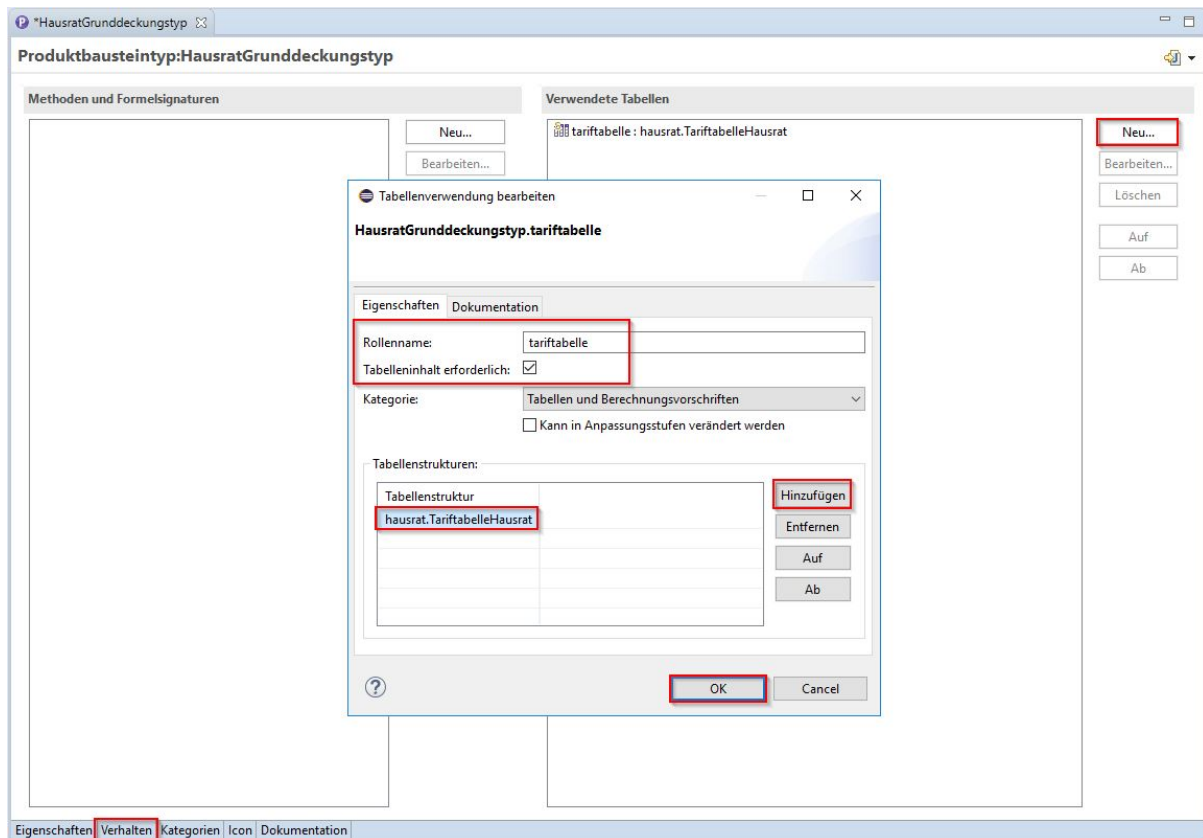 *HausratGrunddeckungstyp
Produktbausteintyp:HausratGrunddeckungstyp
Methoden und Formelsignaturen
Neu...
Bearbeiten...
Verwendete Tabellen
tariftabelle : hausrat.TariftabelleHausrat
Neu...
Bearbeiten...
Löschen
Auf
Ab
Tabellenverwendung bearbeiten
HausratGrunddeckungstyp.tariftabelle
Eigenschaften Dokumentation
Rollenname: tariftabelle
Tabelleninhalt erforderlich:
Kategorie: Tabellen und Berechnungsvorschriften
Kann in Anpassungsstufen verändert werden
Tabellenstrukturen:
Tabellenstruktur
hausrat.TariftabelleHausrat
Hinzufügen
Entfernen
Auf
Ab
OK Cancel
Eigenschaften Verhalten Kategorien Icon Dokumentation